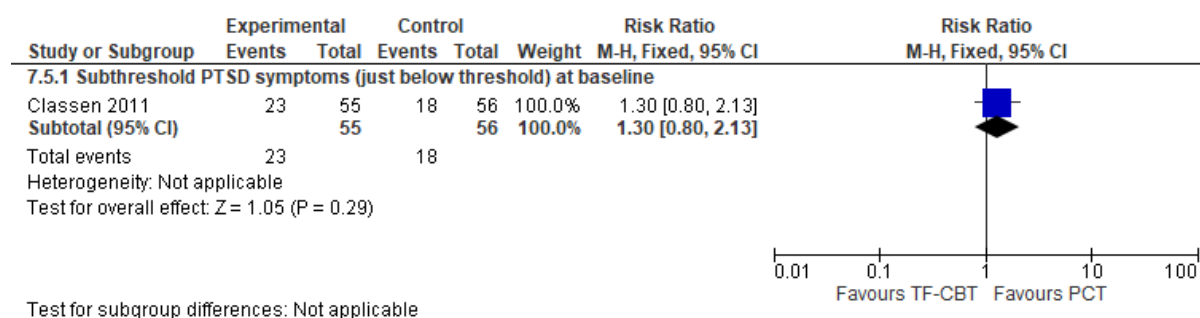 Experimental Control Risk Ratio Risk Ratio
Study or Subgroup Events Total Events Total Weight M-H, Fixed, 95% CI M-H, Fixed, 95% CI
7.5.1 Subthreshold PTSD symptoms (just below threshold) at baseline
Classen 2011 23 55 18 56 100.0% 1.30 [0.80, 2.13]
Subtotal (95% CI) 55 56 100.0% 1.30 [0.80, 2.13]
Total events 23 18
Heterogeneity: Not applicable
Test for overall effect: Z = 1.05 (P = 0.29)
0.01 0.1 1 10 100
Favours TF-CBT Favours PCT
Test for subgroup differences: Not applicable